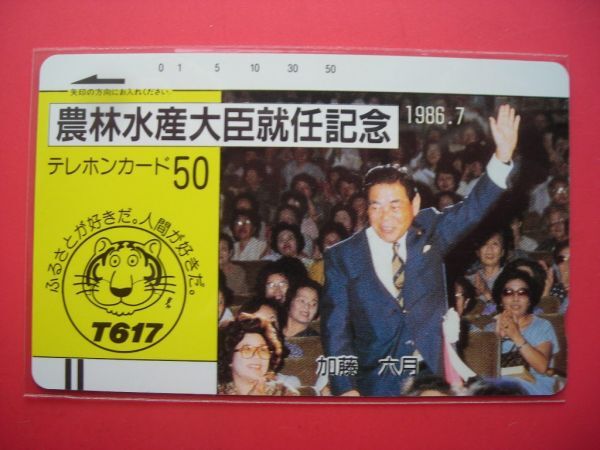 0 1 5 10 30 50
矢印の方向にお入れください
農林水産大臣就任記念
1986.7
テレホンカード50
ふるさとが好きだ。人間が好きだ。
T617
加藤 六月